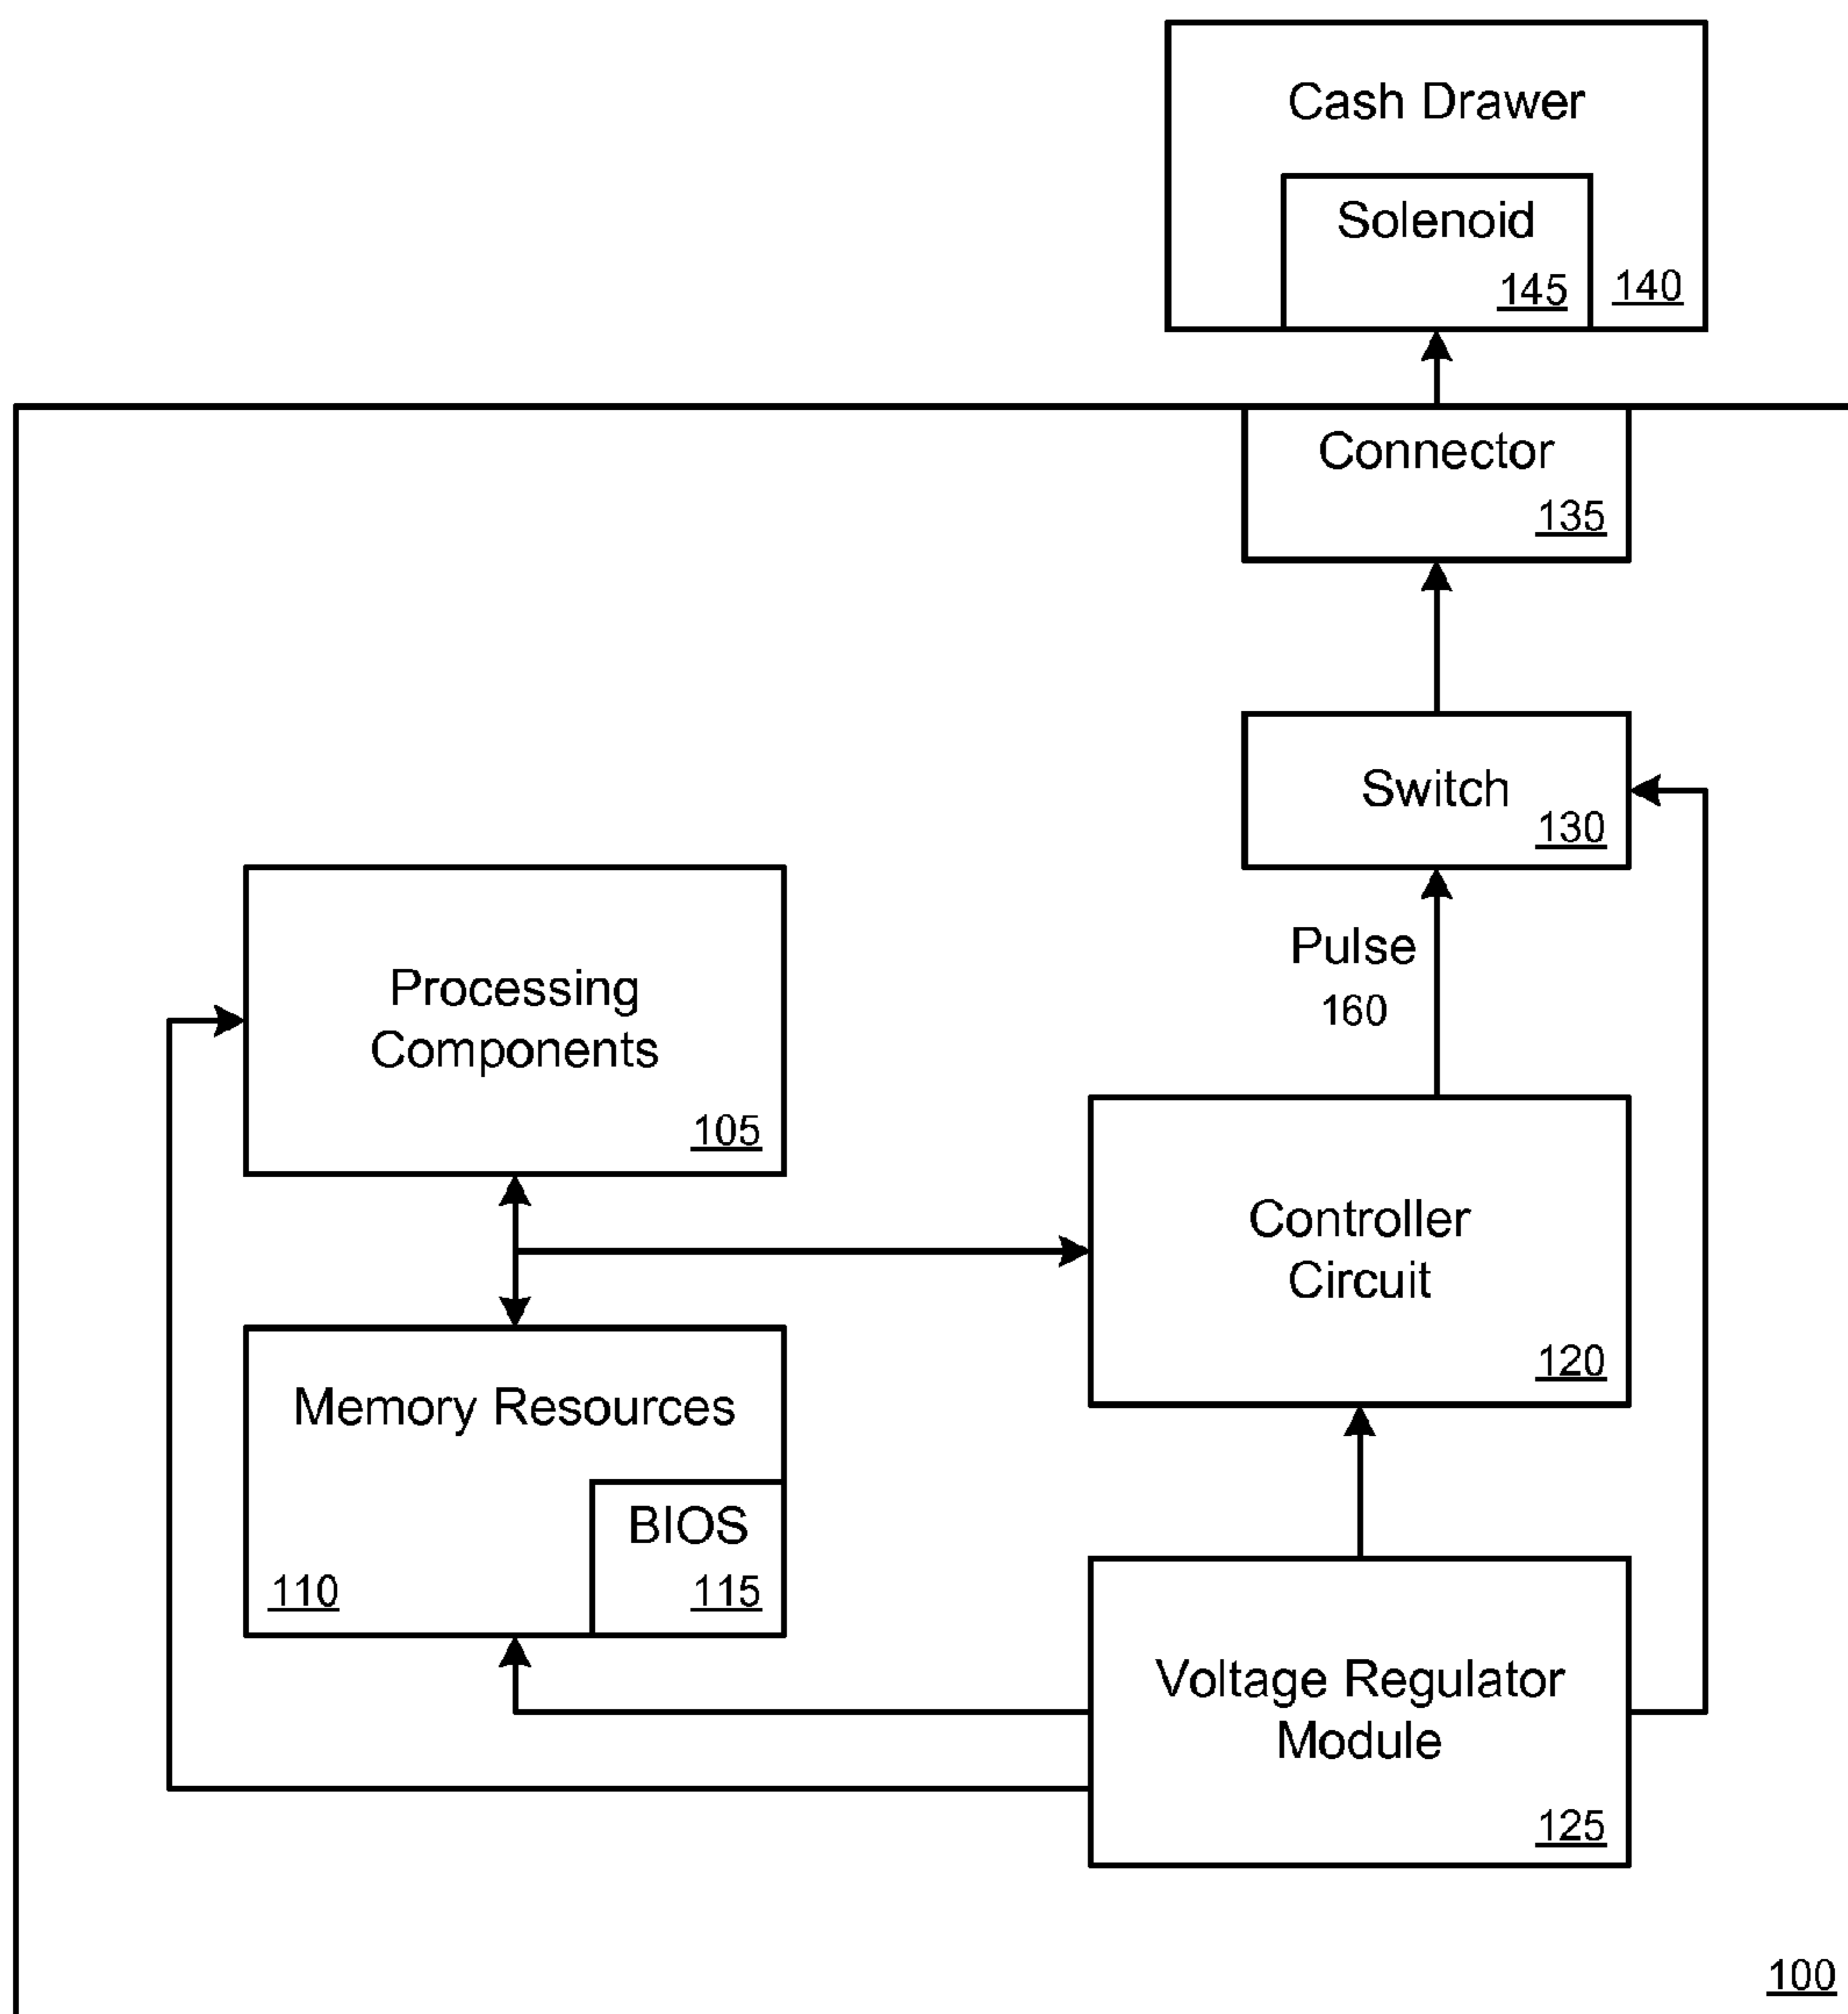 Cash Drawer
Solenoid
145
140
Connector
135
Switch
130
Pulse
160
Processing
Components
105
Controller
Circuit
120
Memory Resources
BIOS
110
115
Voltage Regulator
Module
125
100